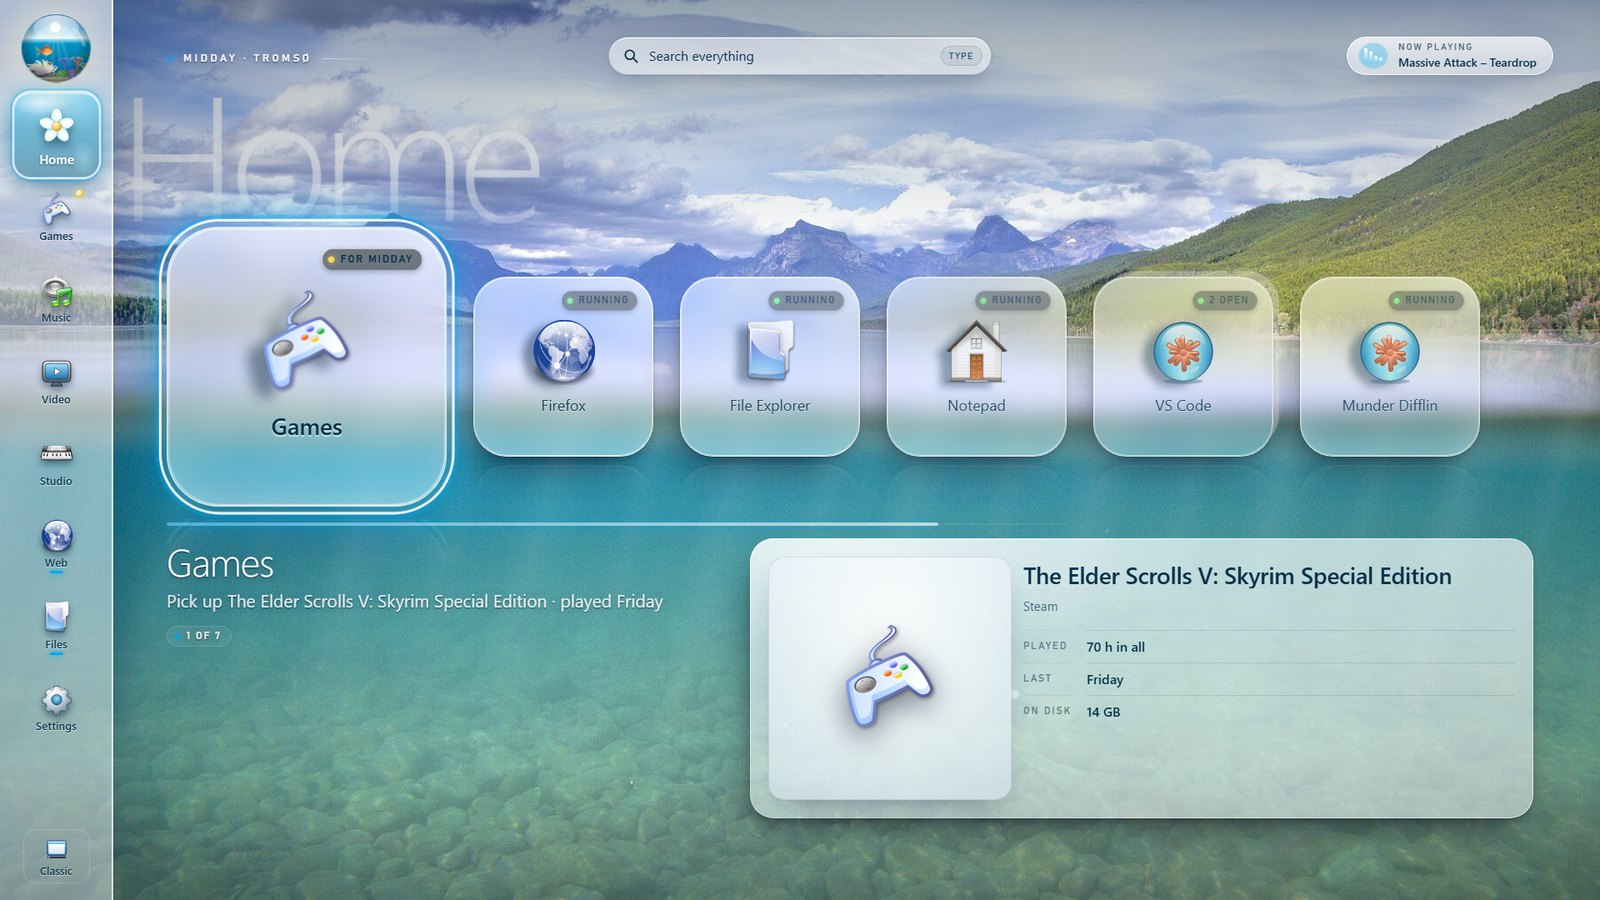 MIDDAY · TROMSØ
Search everything
TYPE
NOW PLAYING
Massive Attack – Teardrop
Home
Home
Games
Music
Video
Studio
Web
Files
Settings
Classic
FOR MIDDAY
Games
RUNNING
Firefox
RUNNING
File Explorer
RUNNING
Notepad
2 OPEN
VS Code
RUNNING
Munder Difflin
Games
Pick up The Elder Scrolls V: Skyrim Special Edition · played Friday
1 OF 7
The Elder Scrolls V: Skyrim Special Edition
Steam
PLAYED 70 h in all
LAST Friday
ON DISK 14 GB